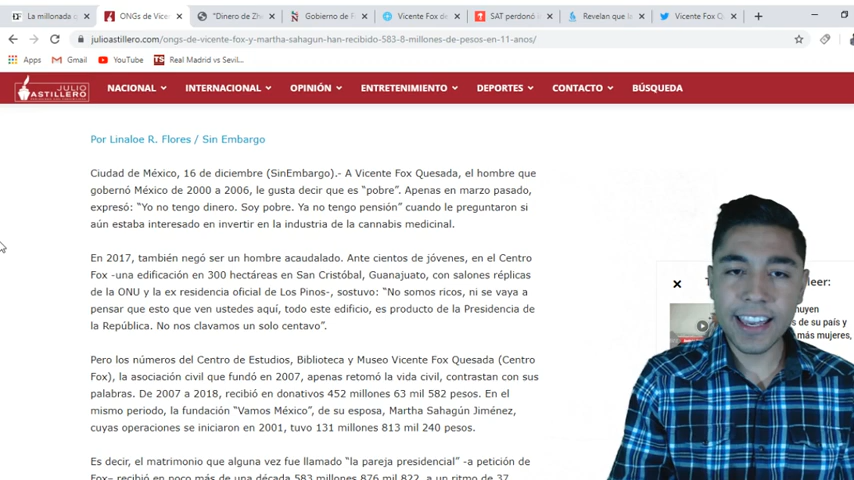 La millonada q
ONGs de Vice
"Dinero de Zh
Gobierno de F
Vicente Fox de
SAT perdonó i
Revelan que la
Vicente Fox Q
julioastillero.com/ongs-de-vicente-fox-y-martha-sahagun-han-recibido-583-8-millones-de-pesos-en-11-anos/
Apps Gmail YouTube Real Madrid vs Sevil...
JULIO
ASTILLERO
NACIONAL INTERNACIONAL OPINIÓN ENTRETENIMIENTO DEPORTES CONTACTO BÚSQUEDA
Por Linaloe R. Flores / Sin Embargo
Ciudad de México, 16 de diciembre (SinEmbargo).- A Vicente Fox Quesada, el hombre que
gobernó México de 2000 a 2006, le gusta decir que es "pobre". Apenas en marzo pasado,
expresó: "Yo no tengo dinero. Soy pobre. Ya no tengo pensión" cuando le preguntaron si
aún estaba interesado en invertir en la industria de la cannabis medicinal.
En 2017, también negó ser un hombre acaudalado. Ante cientos de jóvenes, en el Centro
Fox -una edificación en 300 hectáreas en San Cristóbal, Guanajuato, con salones réplicas
de la ONU y la ex residencia oficial de Los Pinos-, sostuvo: "No somos ricos, ni se vaya a
pensar que esto que ven ustedes aquí, todo este edificio, es producto de la Presidencia de
la República. No nos clavamos un solo centavo".
Pero los números del Centro de Estudios, Biblioteca y Museo Vicente Fox Quesada (Centro
Fox), la asociación civil que fundó en 2007, apenas retomó la vida civil, contrastan con sus
palabras. De 2007 a 2018, recibió en donativos 452 millones 63 mil 582 pesos. En el
mismo periodo, la fundación "Vamos México", de su esposa, Martha Sahagún Jiménez,
cuyas operaciones se iniciaron en 2001, tuvo 131 millones 813 mil 240 pesos.
Es decir, el matrimonio que alguna vez fue llamado "la pareja presidencial" -a petición de
Fox- recibió en poco más de una década 583 millones 876 mil 822, a un ritmo de 37
leer:
nuyen
s de su país y
más mujeres,